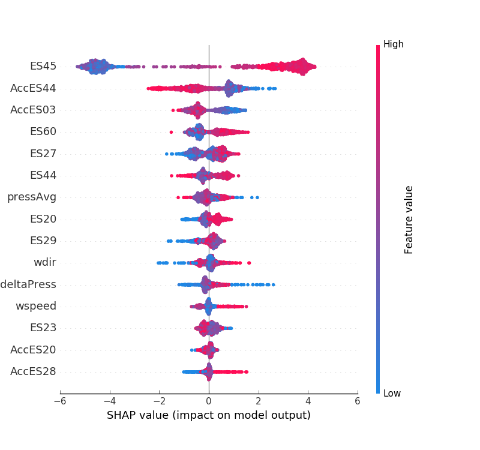 High
ES45
AccES44
AccES03
ES60
ES27
ES44
pressAvg
ES20
ES29
wdir
deltaPress
wspeed
ES23
AccES20
AccES28
Low
Feature value
−6 −4 −2 0 2 4 6
SHAP value (impact on model output)